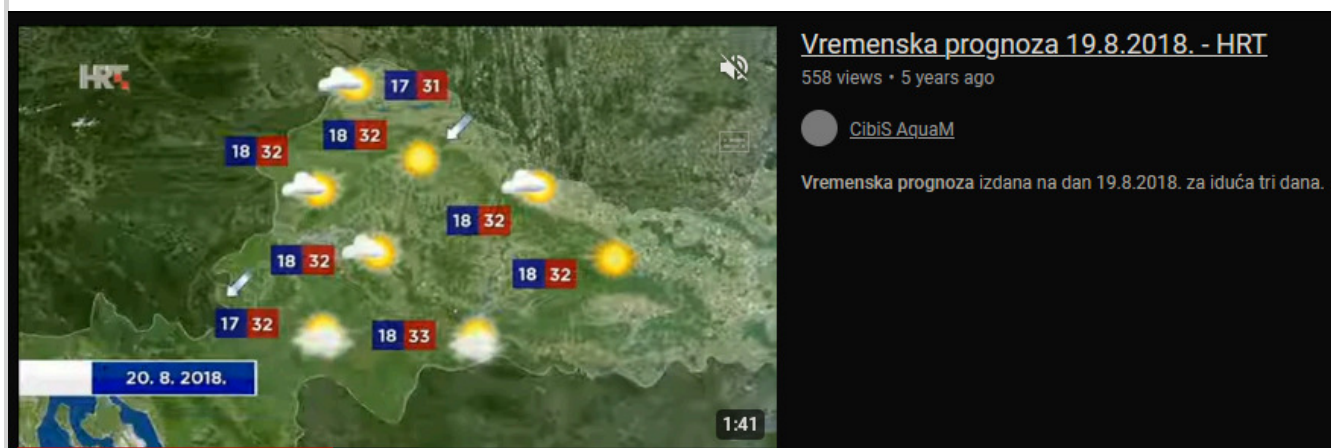 HRT
17 31
18 32
18 32
18 32
18 32
18 32
17 32
18 33
20. 8. 2018.
1:41
Vremenska prognoza 19.8.2018. - HRT
558 views • 5 years ago
CibiS AquaM
Vremenska prognoza izdana na dan 19.8.2018. za iduća tri dana.